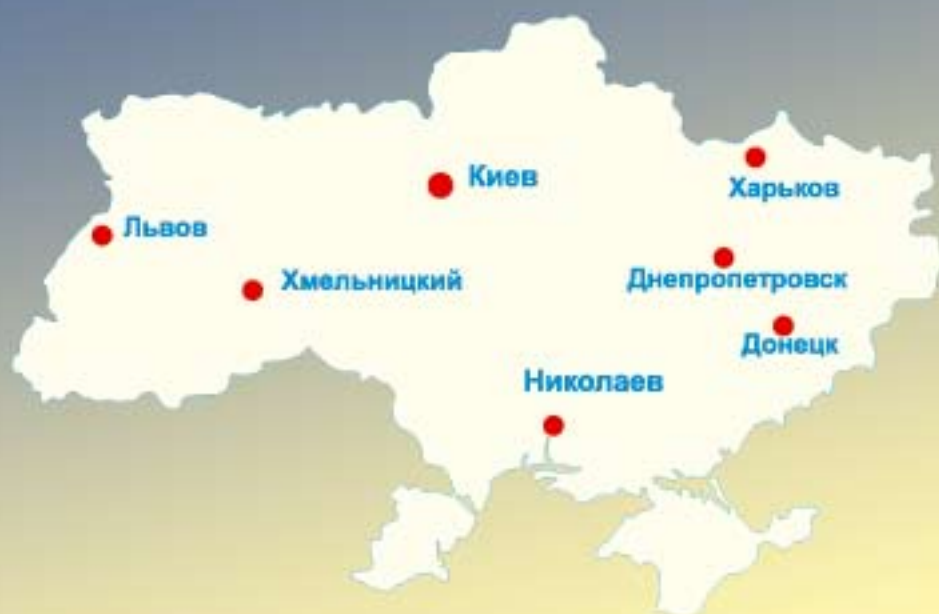 Киев
Харьков
Львов
Хмельницкий
Днепропетровск
Донецк
Николаев